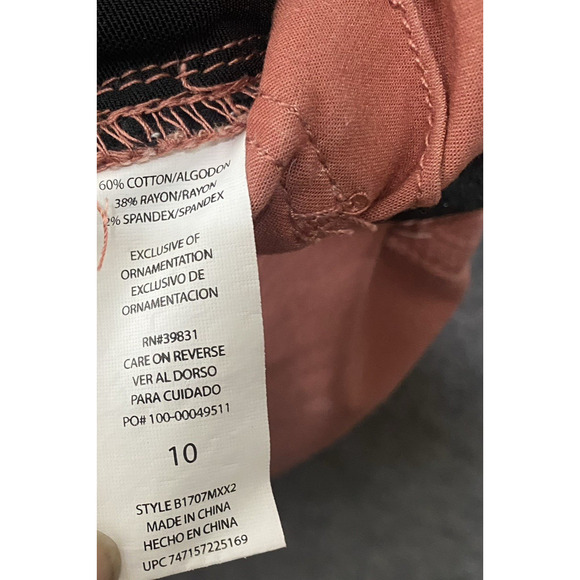 60% COTTON/ALGODON
38% RAYON/RAYON
2% SPANDEX/SPANDEX
EXCLUSIVE OF
ORNAMENTATION
EXCLUSIVO DE
ORNAMENTACION
RN#39831
CARE ON REVERSE
VER AL DORSO
PARA CUIDADO
PO# 100-00049511
10
STYLE B1707MXX2
MADE IN CHINA
HECHO EN CHINA
UPC 747157225169